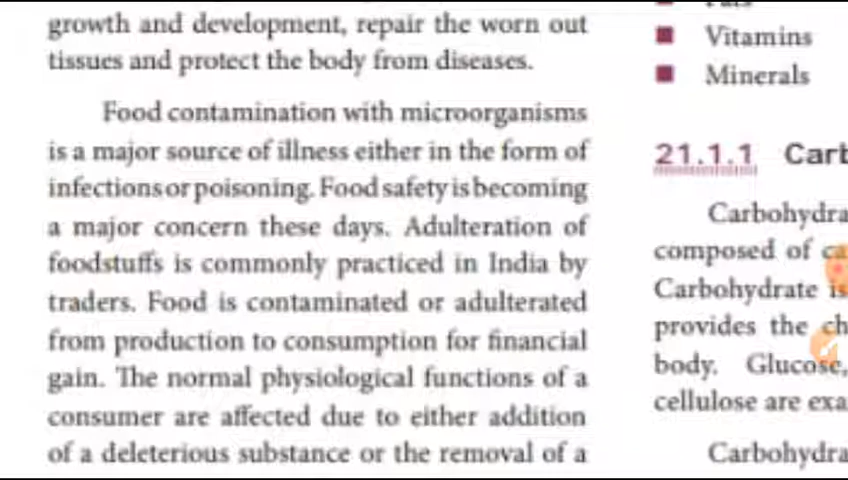 growth and development, repair the worn out
tissues and protect the body from diseases.
Food contamination with microorganisms
is a major source of illness either in the form of
infections or poisoning. Food safety is becoming
a major concern these days. Adulteration of
foodstuffs is commonly practiced in India by
traders. Food is contaminated or adulterated
from production to consumption for financial
gain. The normal physiological functions of a
consumer are affected due to either addition
of a deleterious substance or the removal of a
Vitamins
Minerals
21.1.1 Carb
Carbohydra
composed of ca
Carbohydrate is
provides the ch
body. Glucose,
cellulose are exa
Carbohydra